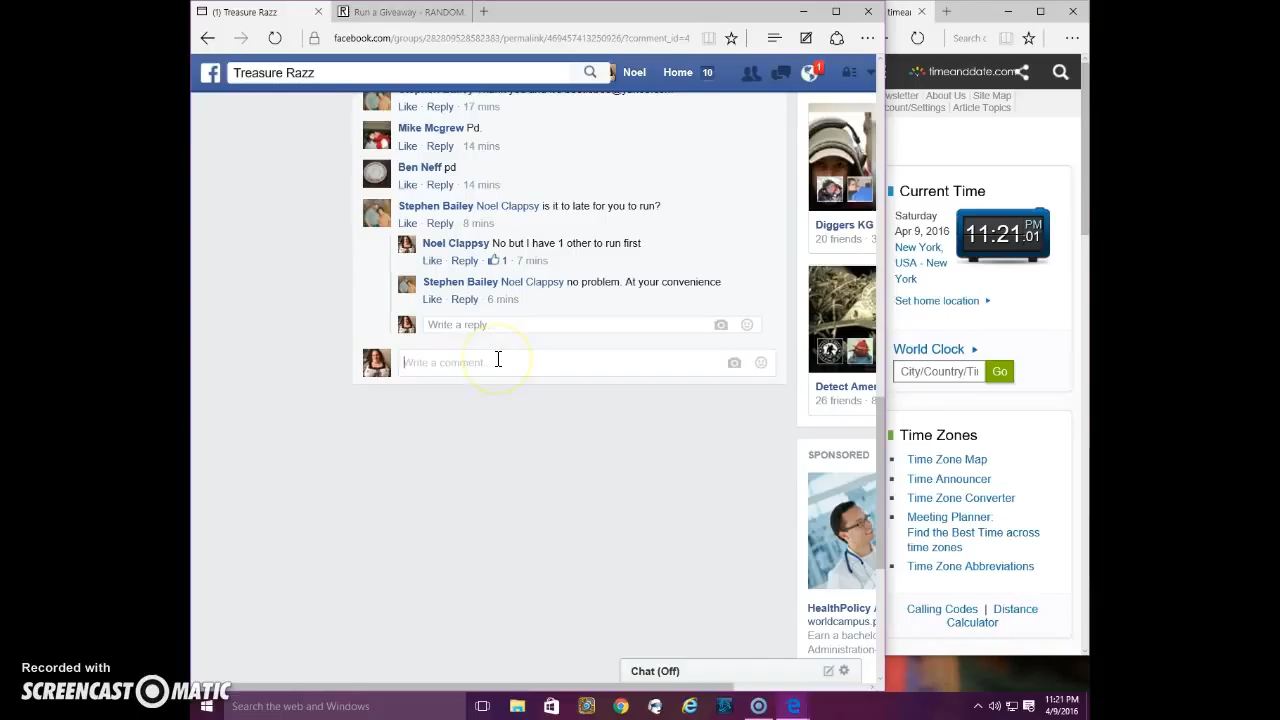 (1) Treasure Razz
Run a Giveaway - RANDOM.
facebook.com/groups/282809528582383/permalink/469457413250926/?comment_id=4
Treasure Razz
Noel
Home 10
1
Like · Reply · 17 mins
Mike Mcgrew Pd.
Like · Reply · 14 mins
Ben Neff pd
Like · Reply · 14 mins
Stephen Bailey Noel Clappsy is it to late for you to run?
Like · Reply · 8 mins
Noel Clappsy No but I have 1 other to run first
Like · Reply · 1 · 7 mins
Stephen Bailey Noel Clappsy no problem. At your convenience
Like · Reply · 6 mins
Write a reply...
Write a comment...
Diggers KG
20 friends · 3
Detect Amer
26 friends · 8
SPONSORED
HealthPolicy A
worldcampus.p
Earn a bachelo
Administration-
Chat (Off)
timeand
Search c
timeanddate.com
wsletter About Us Site Map
count/Settings Article Topics
Current Time
Saturday
Apr 9, 2016
New York,
USA - New
York
11:21 PM
01
Set home location
World Clock
City/Country/Tir
Go
Time Zones
Time Zone Map
Time Announcer
Time Zone Converter
Meeting Planner:
Find the Best Time across
time zones
Time Zone Abbreviations
Calling Codes | Distance
Calculator
Recorded with
SCREENCAST-O-MATIC
Search the web and Windows
11:21 PM
4/9/2016